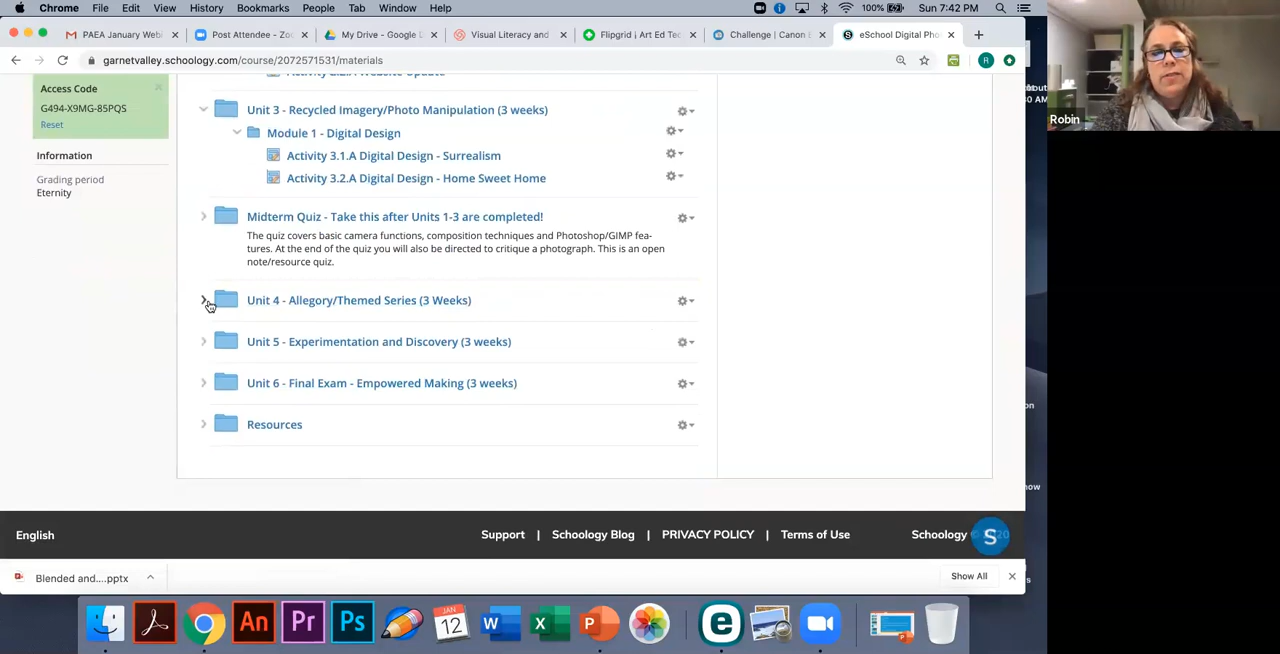 Chrome File Edit View History Bookmarks People Tab Window Help 100% Sun 7:42 PM
PAEA January Webi × Post Attendee - Zoo × My Drive - Google D × Visual Literacy and × Flipgrid | Art Ed Tec × Challenge | Canon E × eSchool Digital Pho × +
garnetvalley.schoology.com/course/2072571531/materials R
Access Code ×
G494-X9MG-85PQS
Reset
Information
Grading period
Eternity
Unit 3 - Recycled Imagery/Photo Manipulation (3 weeks)
Module 1 - Digital Design
Activity 3.1.A Digital Design - Surrealism
Activity 3.2.A Digital Design - Home Sweet Home
Midterm Quiz - Take this after Units 1-3 are completed!
The quiz covers basic camera functions, composition techniques and Photoshop/GIMP fea-
tures. At the end of the quiz you will also be directed to critique a photograph. This is an open
note/resource quiz.
Unit 4 - Allegory/Themed Series (3 Weeks)
Unit 5 - Experimentation and Discovery (3 weeks)
Unit 6 - Final Exam - Empowered Making (3 weeks)
Resources
English Support | Schoology Blog | PRIVACY POLICY | Terms of Use Schoology S
Blended and....pptx Show All ×
An Pr Ps JAN 12 W X P e
Robin